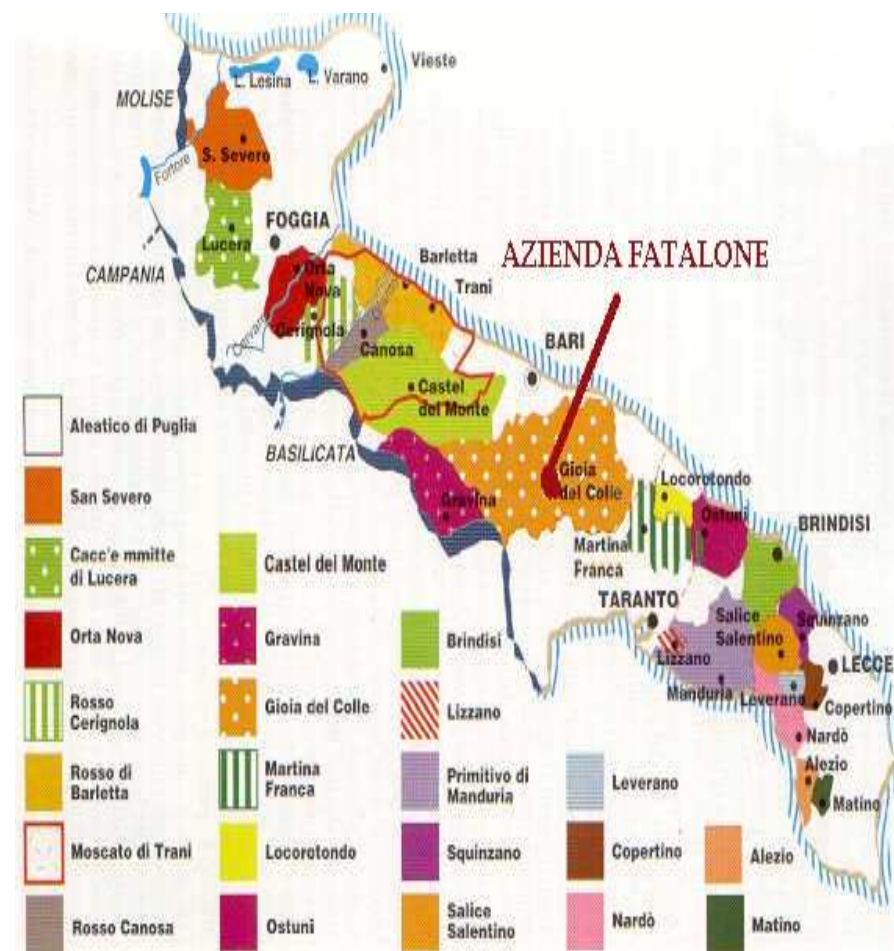 L. Lesina
L. Varano
Vieste
MOLISE
S. Severo
Fortore
FOGGIA
Lucera
CAMPANIA
Orta
Nova
Barletta
Trani
AZIENDA FATALONE
Cerignola
Canosa
BARI
Castel
del Monte
BASILICATA
Gravina
Gioia
del Colle
Locorotondo
Ostuni
Martina
Franca
BRINDISI
TARANTO
Salice
Salentino
Squinzano
Lizzano
LECCE
Manduria
Leverano
Copertino
Nardò
Alezio
Matino
Aleatico di Puglia
San Severo
Cacc'e mmitte
di Lucera
Orta Nova
Rosso
Cerignola
Rosso di
Barletta
Moscato di Trani
Rosso Canosa
Castel del Monte
Gravina
Gioia del Colle
Martina
Franca
Locorotondo
Ostuni
Brindisi
Lizzano
Primitivo di
Manduria
Squinzano
Salice
Salentino
Leverano
Copertino
Nardò
Alezio
Matino